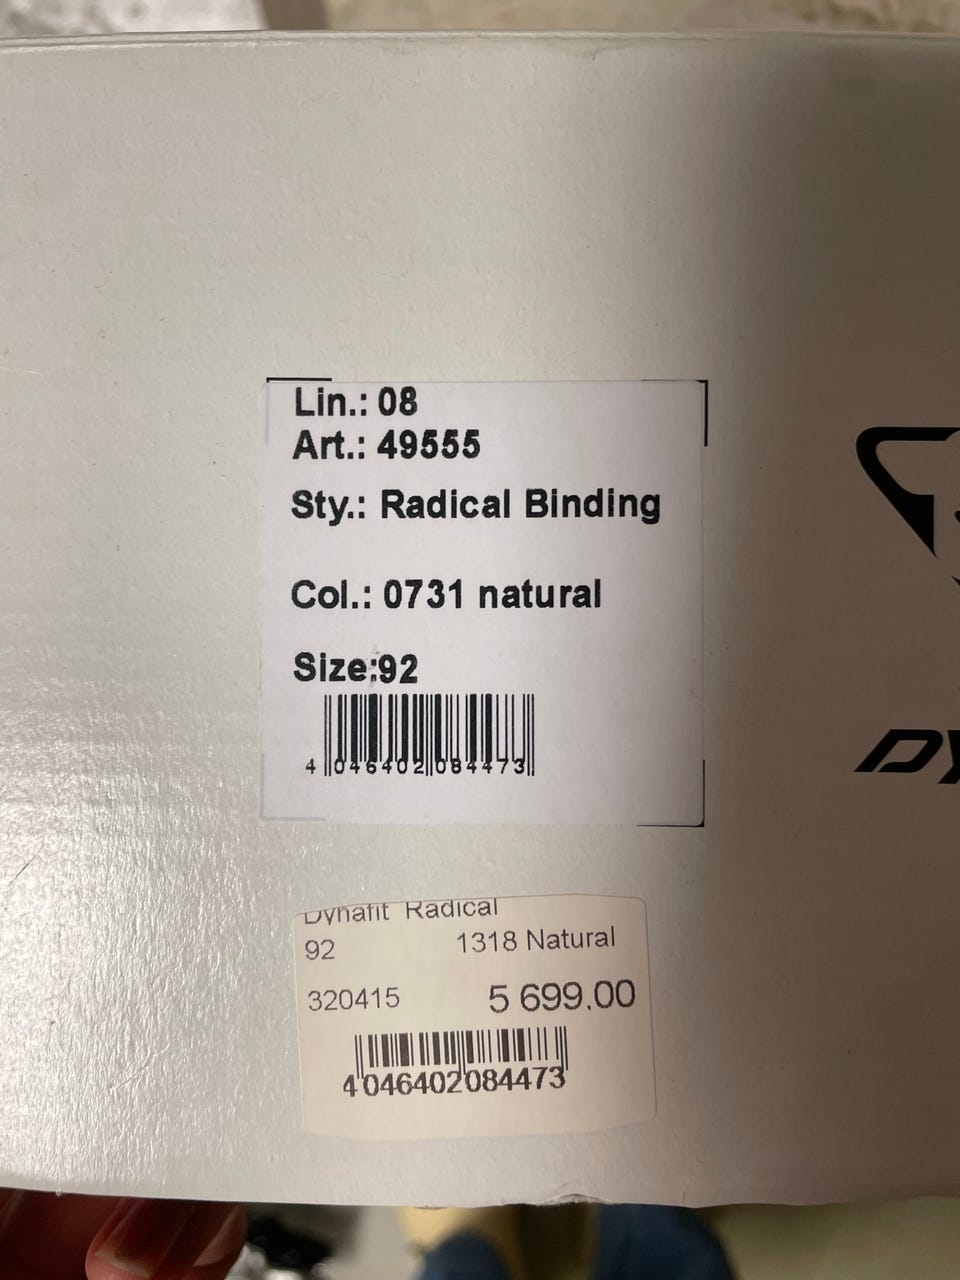 Lin.: 08
Art.: 49555
Sty.: Radical Binding
Col.: 0731 natural
Size:92
4 046402 084473
DY
Dynafit Radical
92 1318 Natural
320415 5 699.00
4 046402 084473